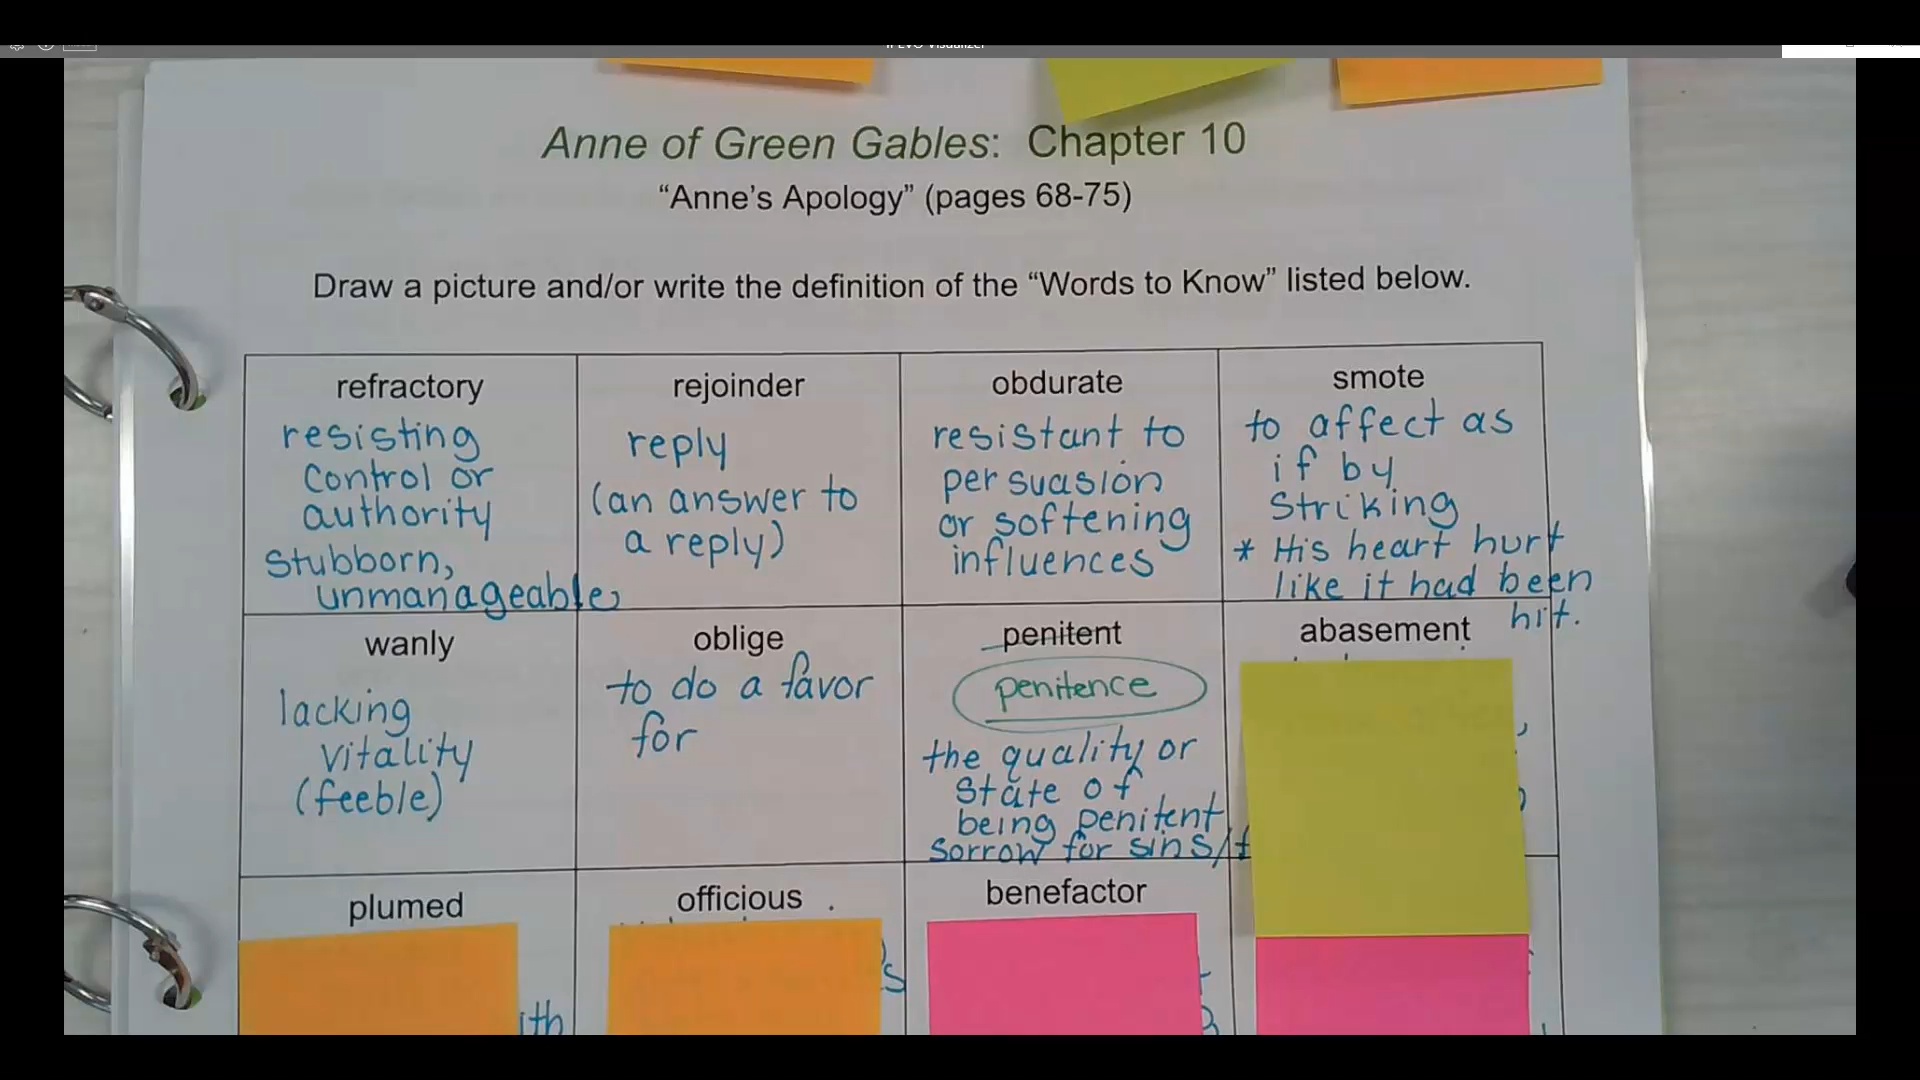 Anne of Green Gables: Chapter 10
“Anne’s Apology” (pages 68-75)
Draw a picture and/or write the definition of the “Words to Know” listed below.
refractory
resisting
control or
authority
stubborn,
unmanageable
rejoinder
reply
(an answer to
a reply)
obdurate
resistant to
persuasion
or softening
influences
smote
to affect as
if by
striking
* His heart hurt
like it had been
hit.
wanly
lacking
vitality
(feeble)
oblige
to do a favor
for
penitent
penitence
the quality or
state of
being penitent
sorrow for sins/f
abasement
plumed
ith
officious
s
benefactor